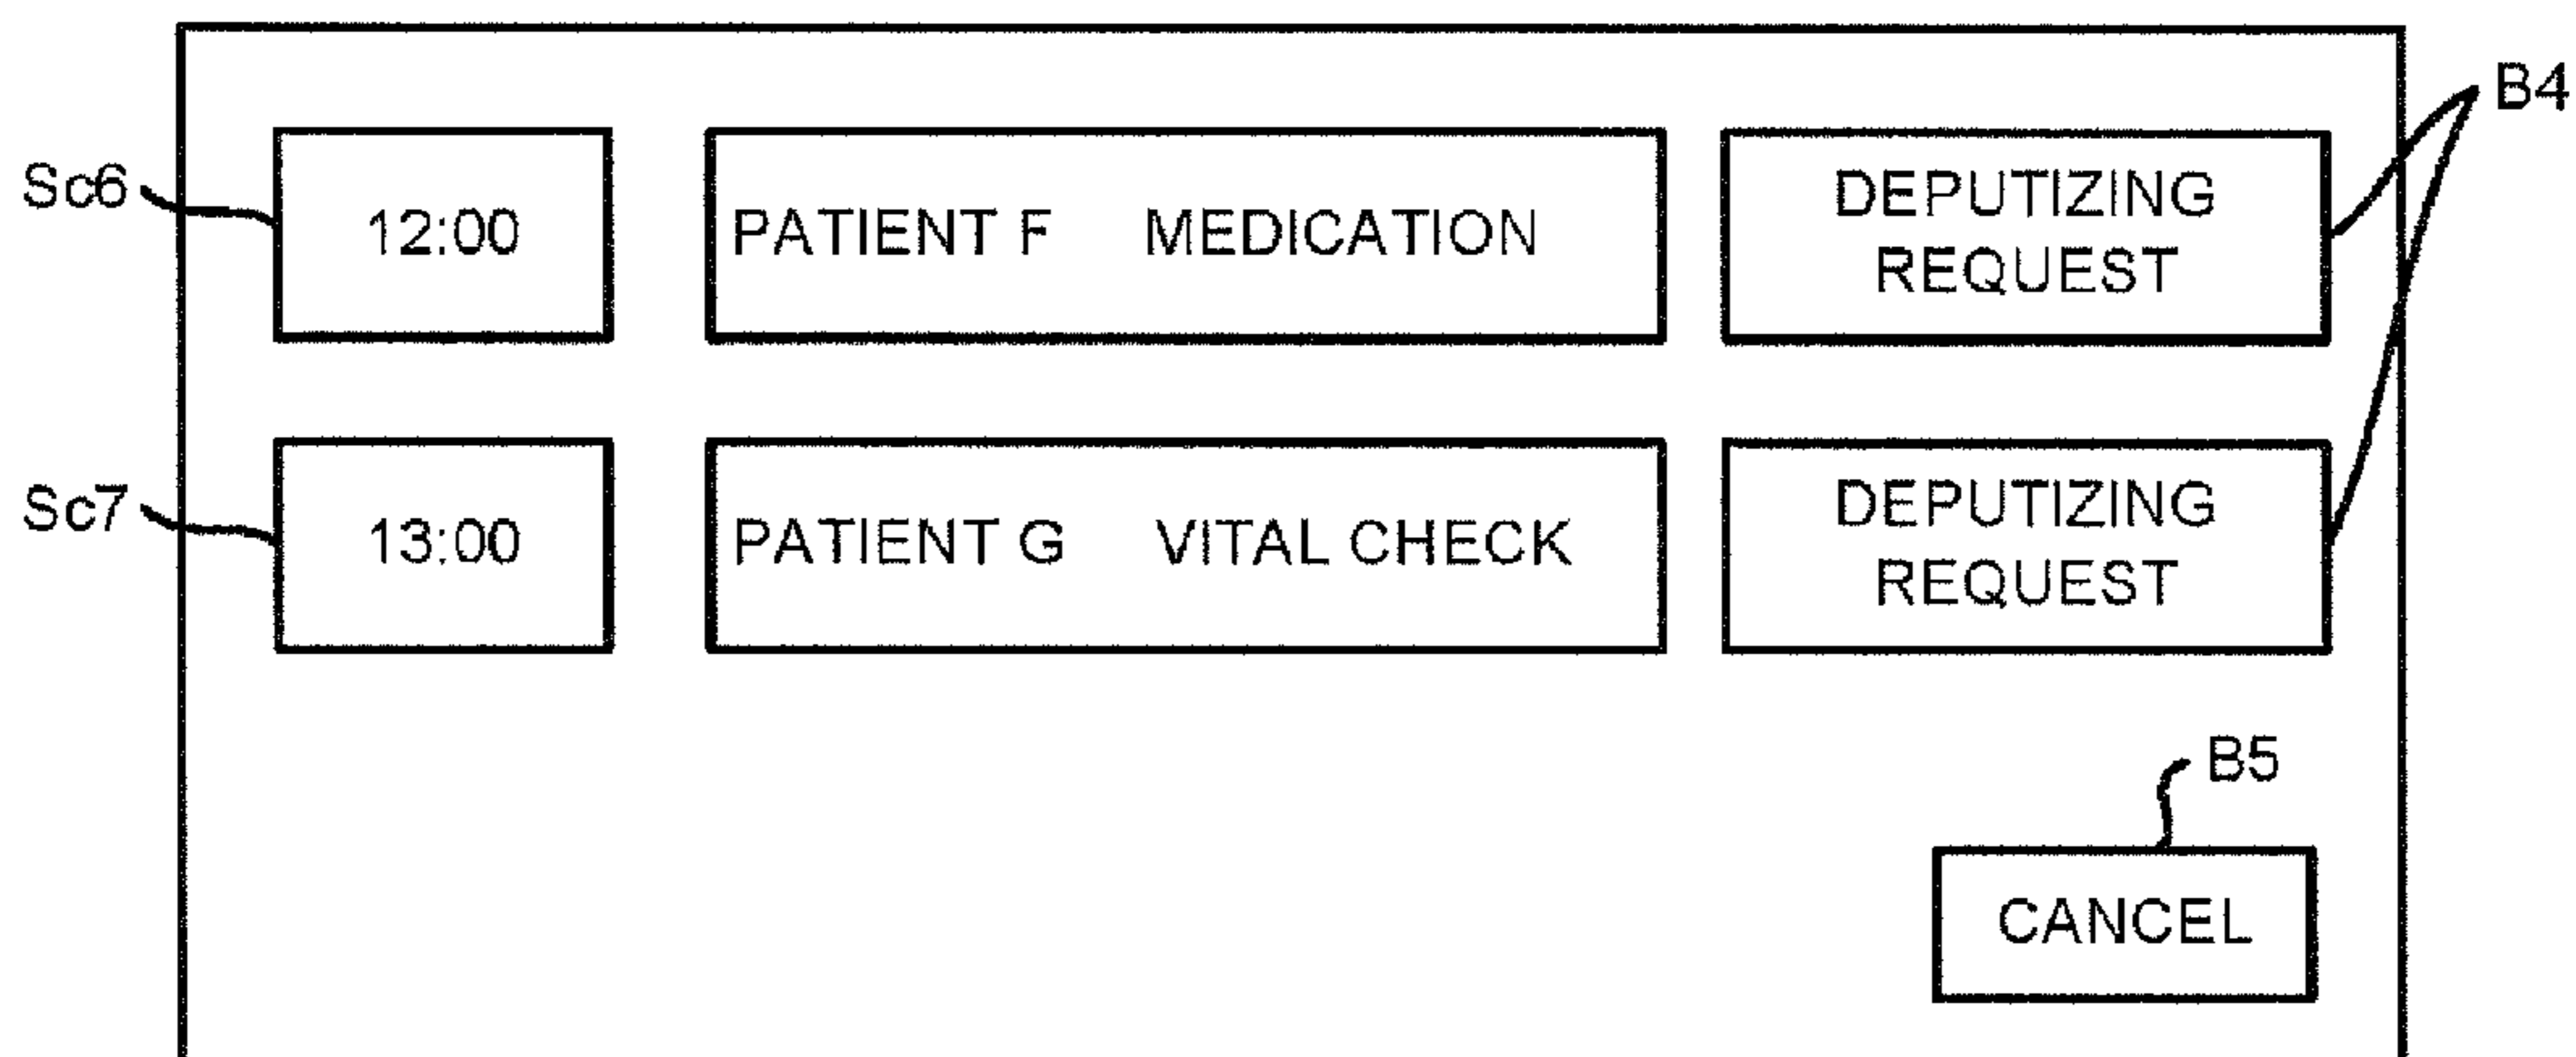 B4
Sc6
12:00
PATIENT F MEDICATION
DEPUTIZING
REQUEST
Sc7
13:00
PATIENT G VITAL CHECK
DEPUTIZING
REQUEST
B5
CANCEL